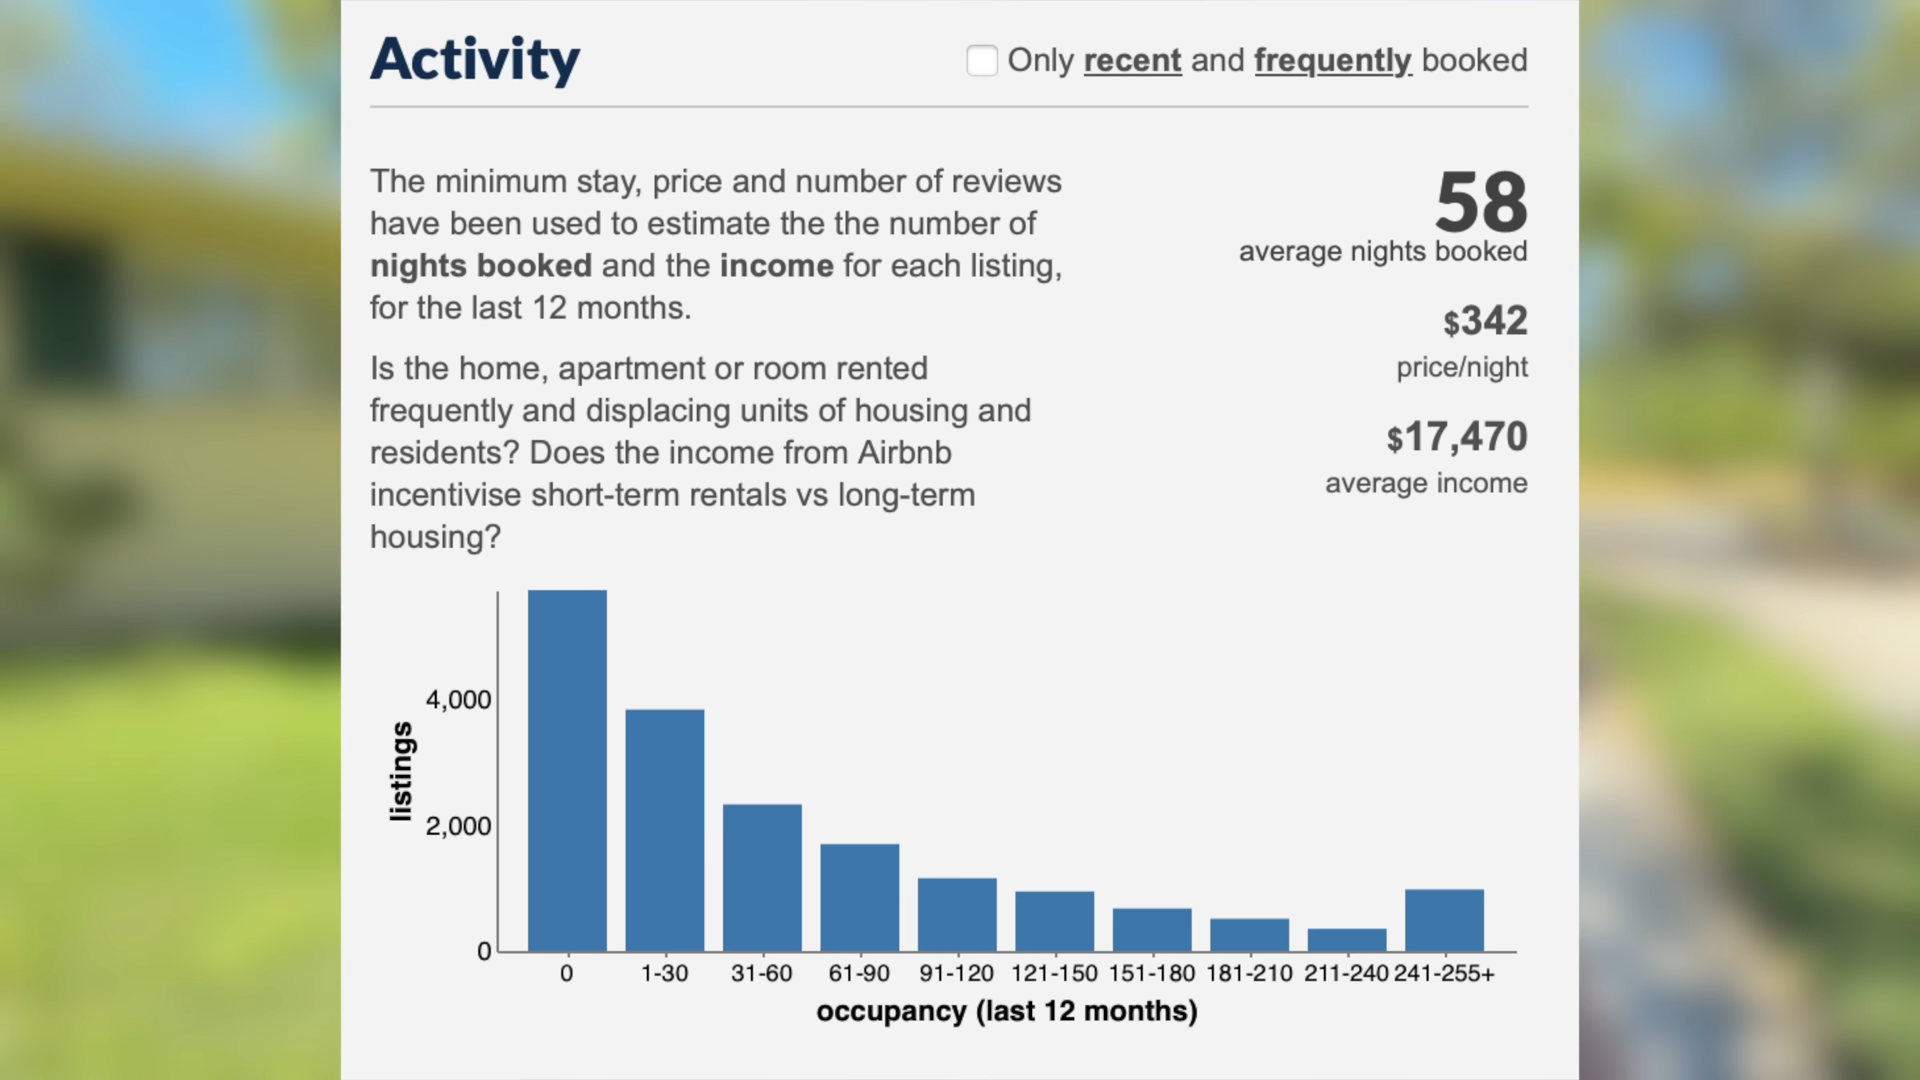 Activity
Only recent and frequently booked
The minimum stay, price and number of reviews
have been used to estimate the the number of
nights booked and the income for each listing,
for the last 12 months.
Is the home, apartment or room rented
frequently and displacing units of housing and
residents? Does the income from Airbnb
incentivise short-term rentals vs long-term
housing?
58
average nights booked
$342
price/night
$17,470
average income
4,000
2,000
0
listings
0 1-30 31-60 61-90 91-120 121-150 151-180 181-210 211-240 241-255+
occupancy (last 12 months)